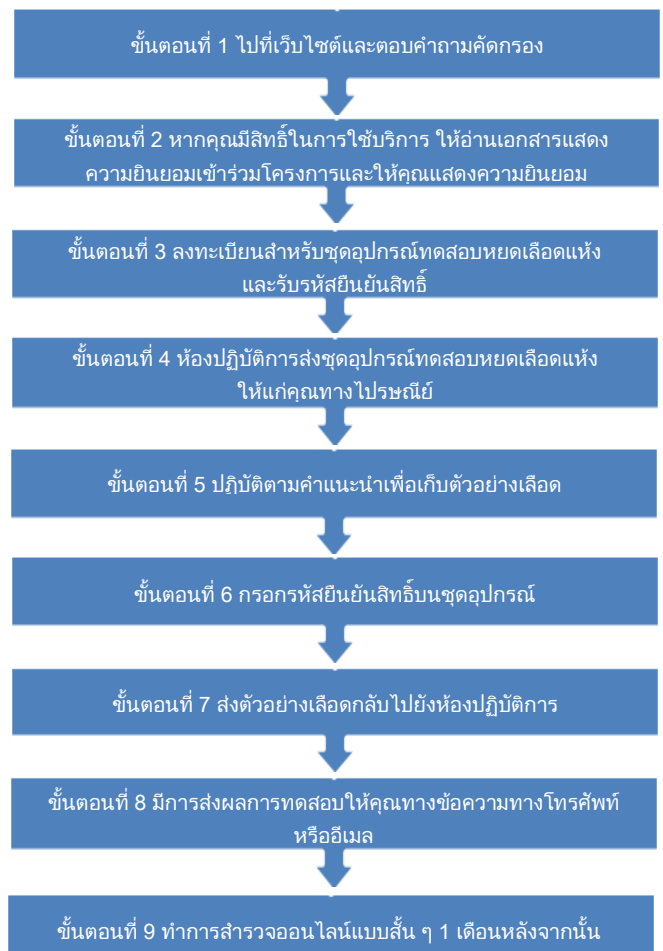 ขั้นตอนที่ 1 ไปที่เว็บไซต์และตอบคำถามคัดกรอง
ขั้นตอนที่ 2 หากคุณมีสิทธิ์ในการใช้บริการ ให้อ่านเอกสารแสดง
ความยินยอมเข้าร่วมโครงการและให้คุณแสดงความยินยอม
ขั้นตอนที่ 3 ลงทะเบียนสำหรับชุดอุปกรณ์ทดสอบหยดเลือดแห้ง
และรับรหัสยืนยันสิทธิ์
ขั้นตอนที่ 4 ห้องปฏิบัติการส่งชุดอุปกรณ์ทดสอบหยดเลือดแห้ง
ให้แก่คุณทางไปรษณีย์
ขั้นตอนที่ 5 ปฏิบัติตามคำแนะนำเพื่อเก็บตัวอย่างเลือด
ขั้นตอนที่ 6 กรอกรหัสยืนยันสิทธิ์บนชุดอุปกรณ์
ขั้นตอนที่ 7 ส่งตัวอย่างเลือดกลับไปยังห้องปฏิบัติการ
ขั้นตอนที่ 8 มีการส่งผลการทดสอบให้คุณทางข้อความทางโทรศัพท์
หรืออีเมล
ขั้นตอนที่ 9 ทำการสำรวจออนไลน์แบบสั้น ๆ 1 เดือนหลังจากนั้น